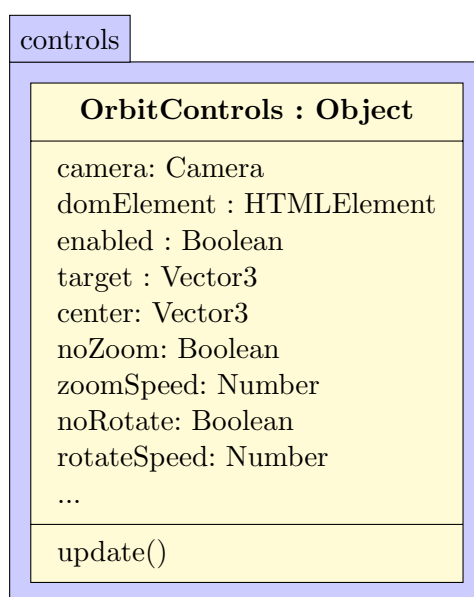 controls
OrbitControls : Object
camera: Camera
domElement : HTMLElement
enabled : Boolean
target : Vector3
center: Vector3
noZoom: Boolean
zoomSpeed: Number
noRotate: Boolean
rotateSpeed: Number
...
update()